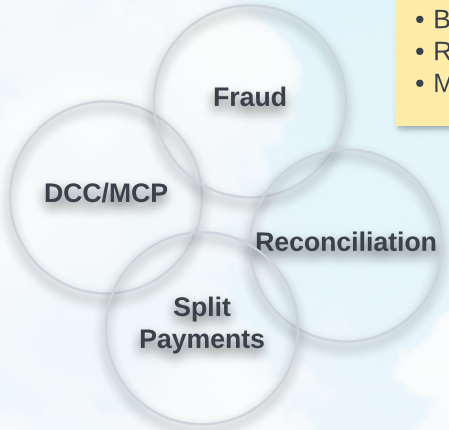 • B
• R
• M
Fraud
DCC/MCP
Reconciliation
Split
Payments